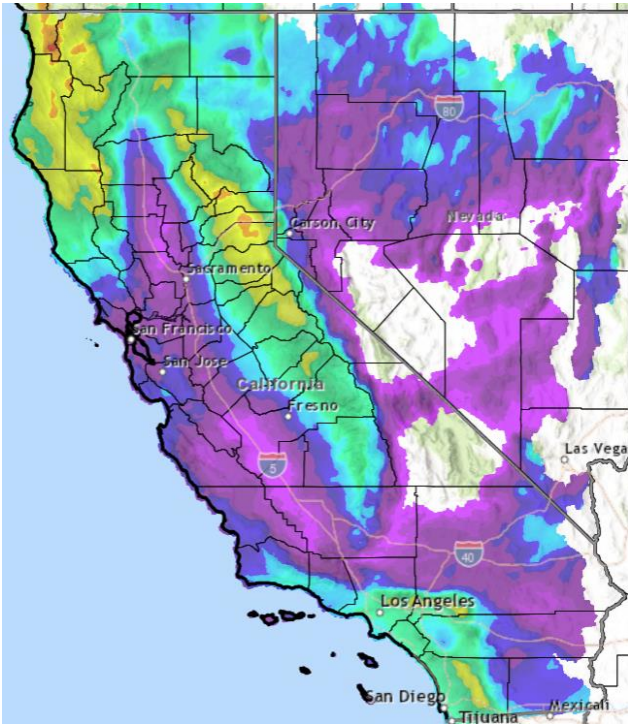 80
Carson City
Nevada
Sacramento
San Francisco
San Jose
California
Fresno
5
Las Vega
40
Los Angeles
San Diego
Tijuana
Mexicali